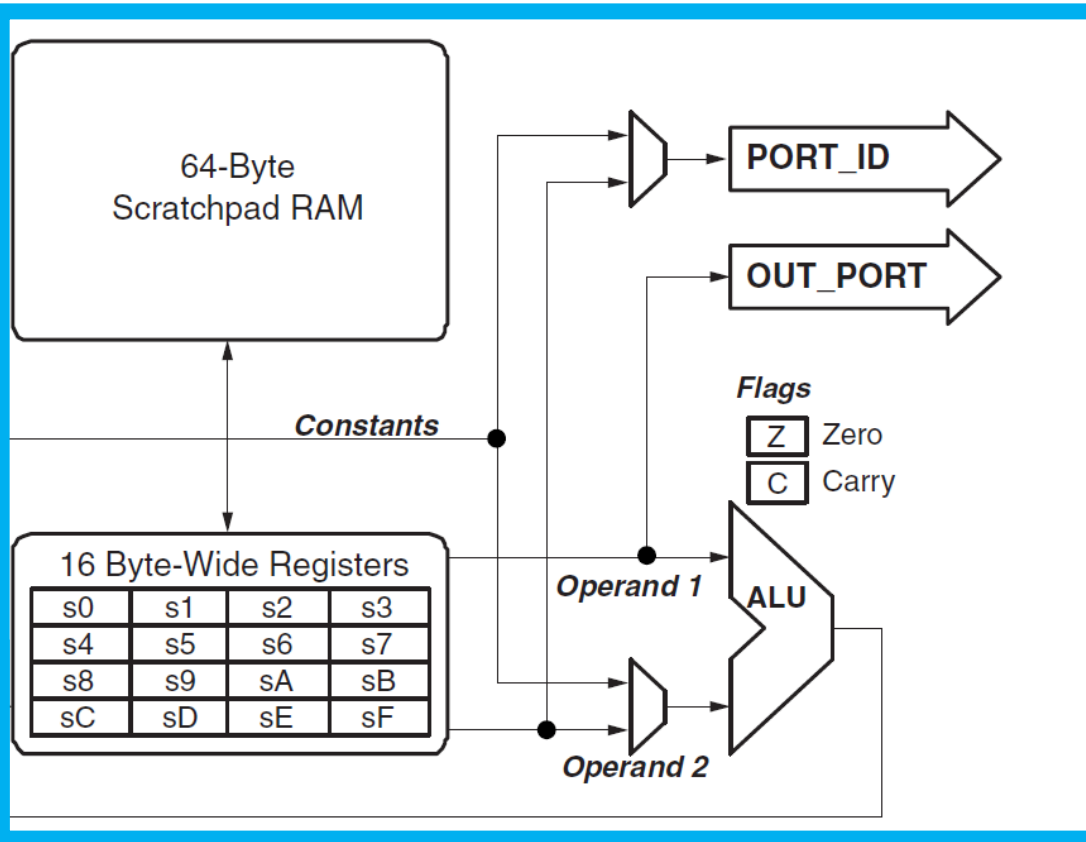 64-Byte
Scratchpad RAM
PORT_ID
OUT_PORT
Flags
Z Zero
C Carry
Constants
16 Byte-Wide Registers
s0 s1 s2 s3
s4 s5 s6 s7
s8 s9 sA sB
sC sD sE sF
Operand 1
ALU
Operand 2